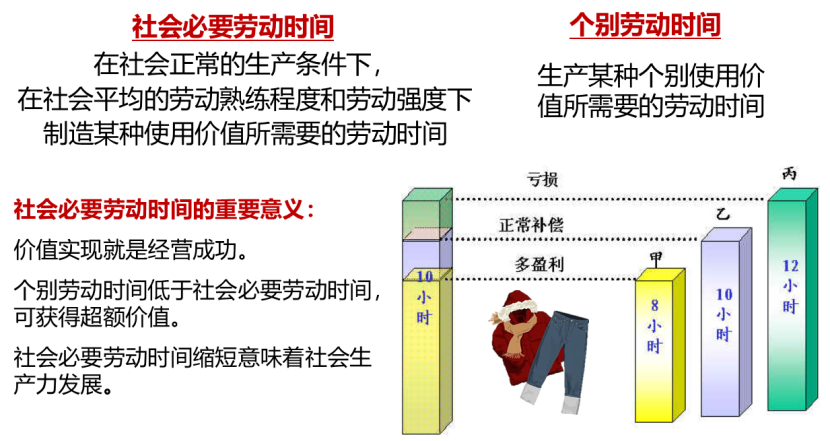 社会必要劳动时间
在社会正常的生产条件下，
在社会平均的劳动熟练程度和劳动强度下
制造某种使用价值所需要的劳动时间
个别劳动时间
生产某种个别使用价
值所需要的劳动时间
社会必要劳动时间的重要意义：
价值实现就是经营成功。
个别劳动时间低于社会必要劳动时间，
可获得超额价值。
社会必要劳动时间缩短意味着社会生
产力发展。
亏损
正常补偿
多盈利
10
小
时
甲
8
小
时
乙
10
小
时
丙
12
小
时